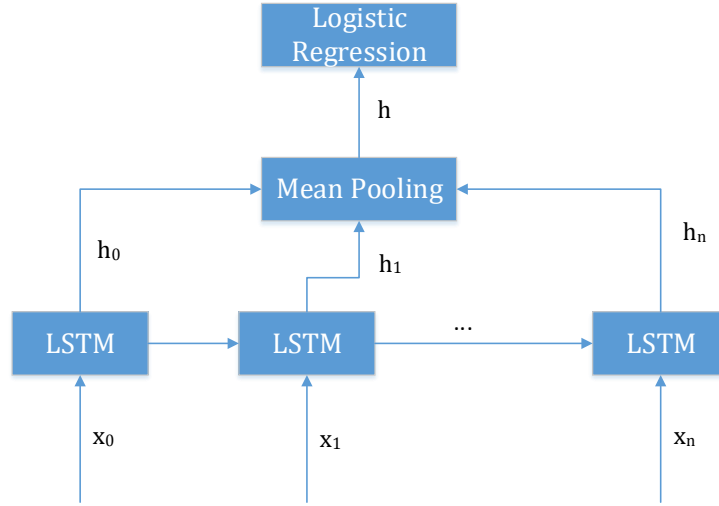 Logistic
Regression
h
Mean Pooling
h₀
h₁
hₙ
LSTM
LSTM
...
LSTM
x₀
x₁
xₙ